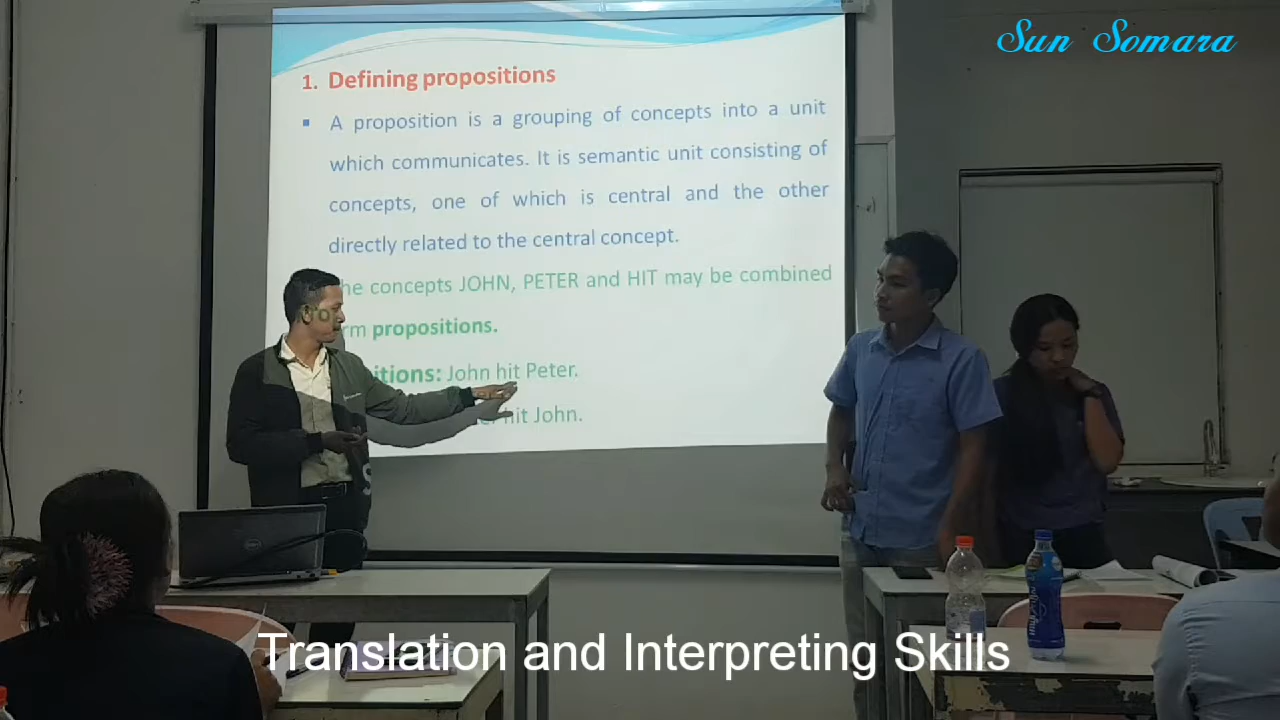 Sun Somara
1. Defining propositions
▪ A proposition is a grouping of concepts into a unit
which communicates. It is semantic unit consisting of
concepts, one of which is central and the other
directly related to the central concept.
he concepts JOHN, PETER and HIT may be combined
rm propositions.
itions: John hit Peter.
hit John.
Translation and Interpreting Skills